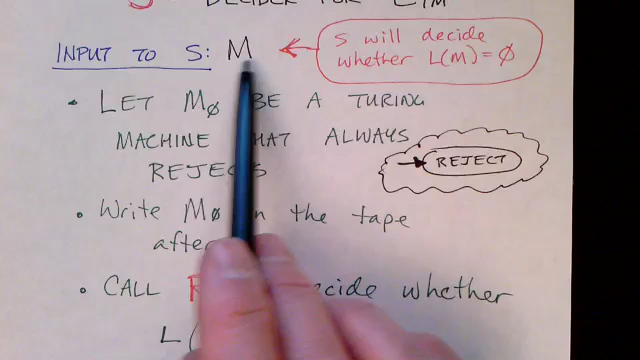 DECIDER FOR ETM
INPUT TO S: M
S will decide
whether L(M) = ∅
• LET M∅ BE A TURING
MACHINE THAT ALWAYS
REJECTS
REJECT
• Write M∅ on the tape
after
• CALL R decide whether
L(